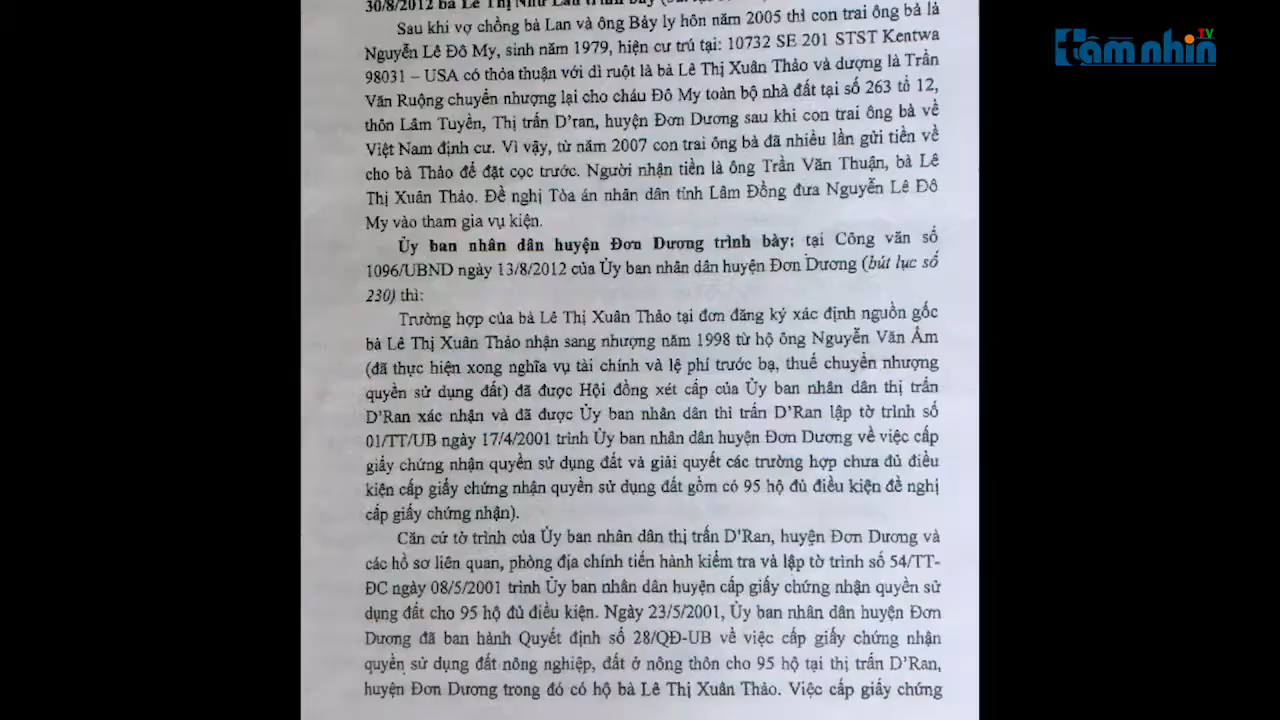 30/8/2012 bà Lê Thị Như Lan trình bày
tâm nhìn TV
Sau khi vợ chồng bà Lan và ông Bảy ly hôn năm 2005 thì con trai ông bà là
Nguyễn Lê Đô My, sinh năm 1979, hiện cư trú tại: 10732 SE 201 STST Kentwa
98031 – USA có thỏa thuận với dì ruột là bà Lê Thị Xuân Thảo và dượng là Trần
Văn Ruộng chuyển nhượng lại cho cháu Đô My toàn bộ nhà đất tại số 263 tổ 12,
thôn Lâm Tuyền, Thị trấn D’ran, huyện Đơn Dương sau khi con trai ông bà về
Việt Nam định cư. Vì vậy, từ năm 2007 con trai ông bà đã nhiều lần gửi tiền về
cho bà Thảo để đặt cọc trước. Người nhận tiền là ông Trần Văn Thuận, bà Lê
Thị Xuân Thảo. Đề nghị Tòa án nhân dân tỉnh Lâm Đồng đưa Nguyễn Lê Đô
My vào tham gia vụ kiện.
Ủy ban nhân dân huyện Đơn Dương trình bày: tại Công văn số
1096/UBND ngày 13/8/2012 của Ủy ban nhân dân huyện Đơn Dương (bút lục số
230) thì:
Trường hợp của bà Lê Thị Xuân Thảo tại đơn đăng ký xác định nguồn gốc
bà Lê Thị Xuân Thảo nhận sang nhượng năm 1998 từ hộ ông Nguyễn Văn Ẩm
(đã thực hiện xong nghĩa vụ tài chính và lệ phí trước bạ, thuế chuyển nhượng
quyền sử dụng đất) đã được Hội đồng xét cấp của Ủy ban nhân dân thị trấn
D’Ran xác nhận và đã được Ủy ban nhân dân thì trấn D’Ran lập tờ trình số
01/TT/UB ngày 17/4/2001 trình Ủy ban nhân dân huyện Đơn Dương về việc cấp
giấy chứng nhận quyền sử dụng đất và giải quyết các trường hợp chưa đủ điều
kiện cấp giấy chứng nhận quyền sử dụng đất gồm có 95 hộ đủ điều kiện đề nghị
cấp giấy chứng nhận).
Căn cứ tờ trình của Ủy ban nhân dân thị trấn D’Ran, huyện Đơn Dương và
các hồ sơ liên quan, phòng địa chính tiến hành kiểm tra và lập tờ trình số 54/TT-
ĐC ngày 08/5/2001 trình Ủy ban nhân dân huyện cấp giấy chứng nhận quyền sử
dụng đất cho 95 hộ đủ điều kiện. Ngày 23/5/2001, Ủy ban nhân dân huyện Đơn
Dương đã ban hành Quyết định số 28/QĐ-UB về việc cấp giấy chứng nhận
quyền sử dụng đất nông nghiệp, đất ở nông thôn cho 95 hộ tại thị trấn D’Ran,
huyện Đơn Dương trong đó có hộ bà Lê Thị Xuân Thảo. Việc cấp giấy chứng